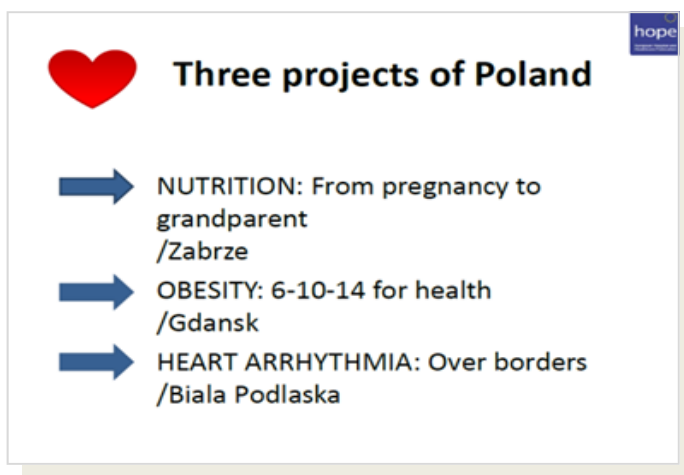 hope
Three projects of Poland
NUTRITION: From pregnancy to
grandparent
/Zabrze
OBESITY: 6-10-14 for health
/Gdansk
HEART ARRHYTHMIA: Over borders
/Biala Podlaska